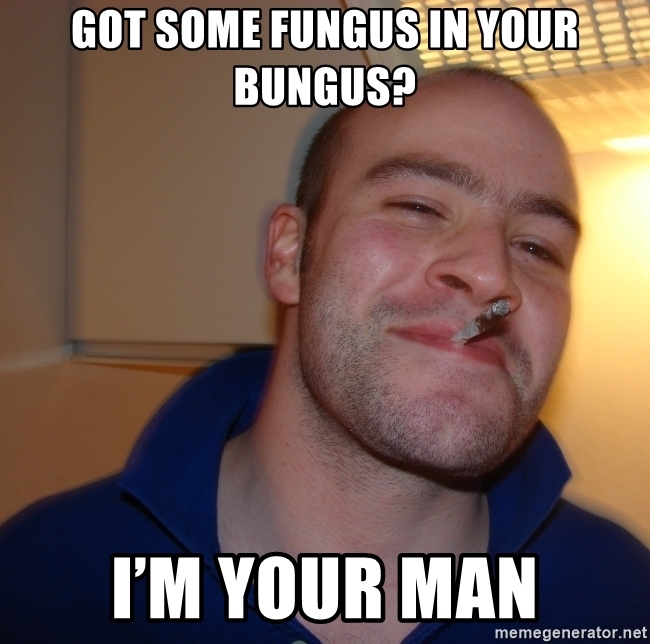 GOT SOME FUNGUS IN YOUR
BUNGUS?
I'M YOUR MAN
memegenerator.net